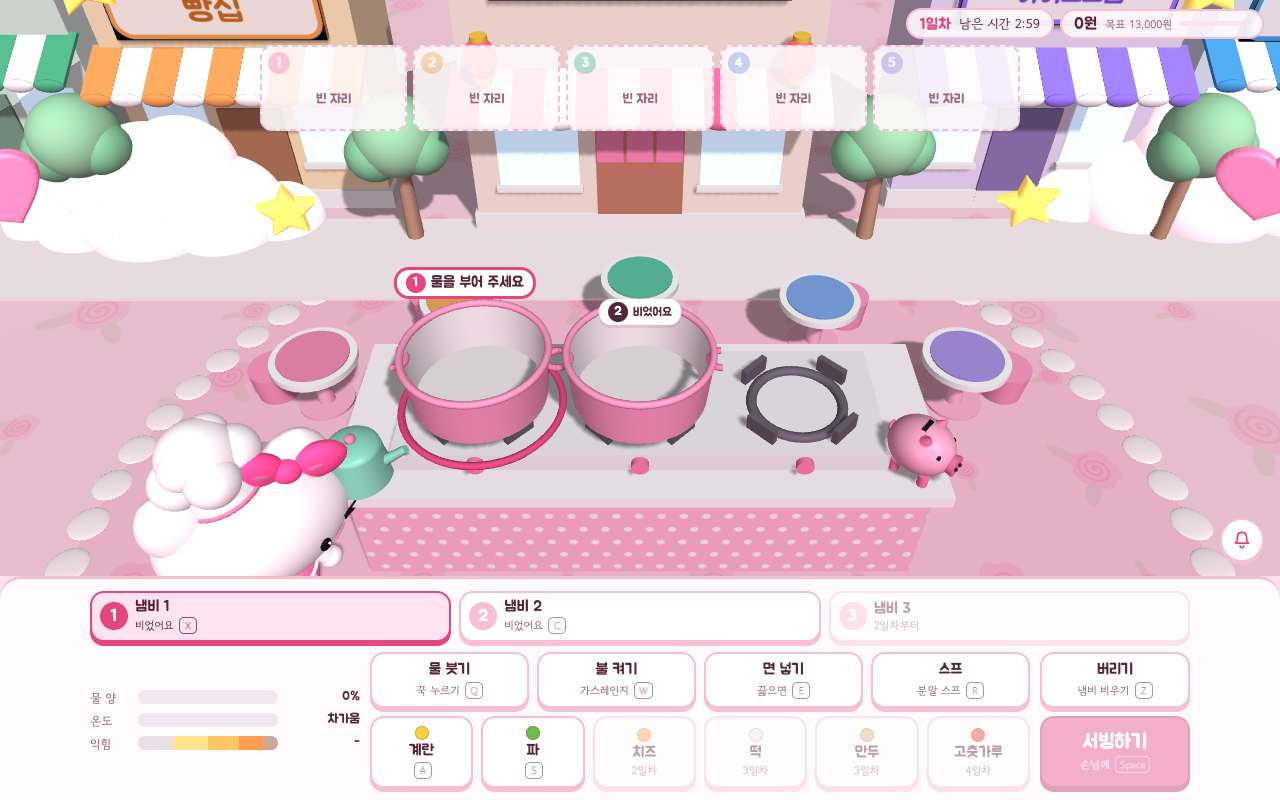 빵집
1일차 남은 시간 2:59
0원 목표 13,000원
1
빈 자리
2
빈 자리
3
빈 자리
4
빈 자리
5
빈 자리
1 물을 부어 주세요
2 비었어요
1
냄비 1
비었어요 X
2
냄비 2
비었어요 C
3
냄비 3
2일차부터
물 양 0%
온도 차가움
익힘 -
물 붓기
꾹 누르기 Q
불 켜기
가스레인지 W
면 넣기
끓으면 E
스프
분말 스프 R
버리기
냄비 비우기 Z
계란
A
파
S
치즈
2일차
떡
3일차
만두
3일차
고춧가루
4일차
서빙하기
손님께 Space